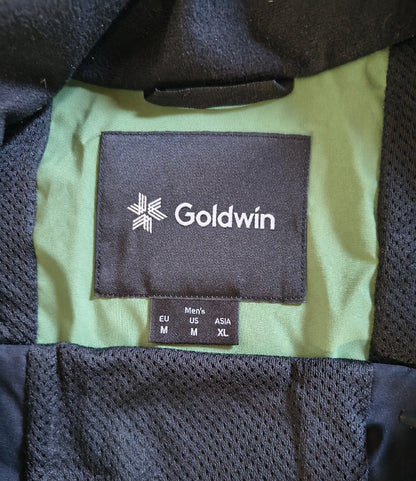 Goldwin
Men's
EU US ASIA
M M XL